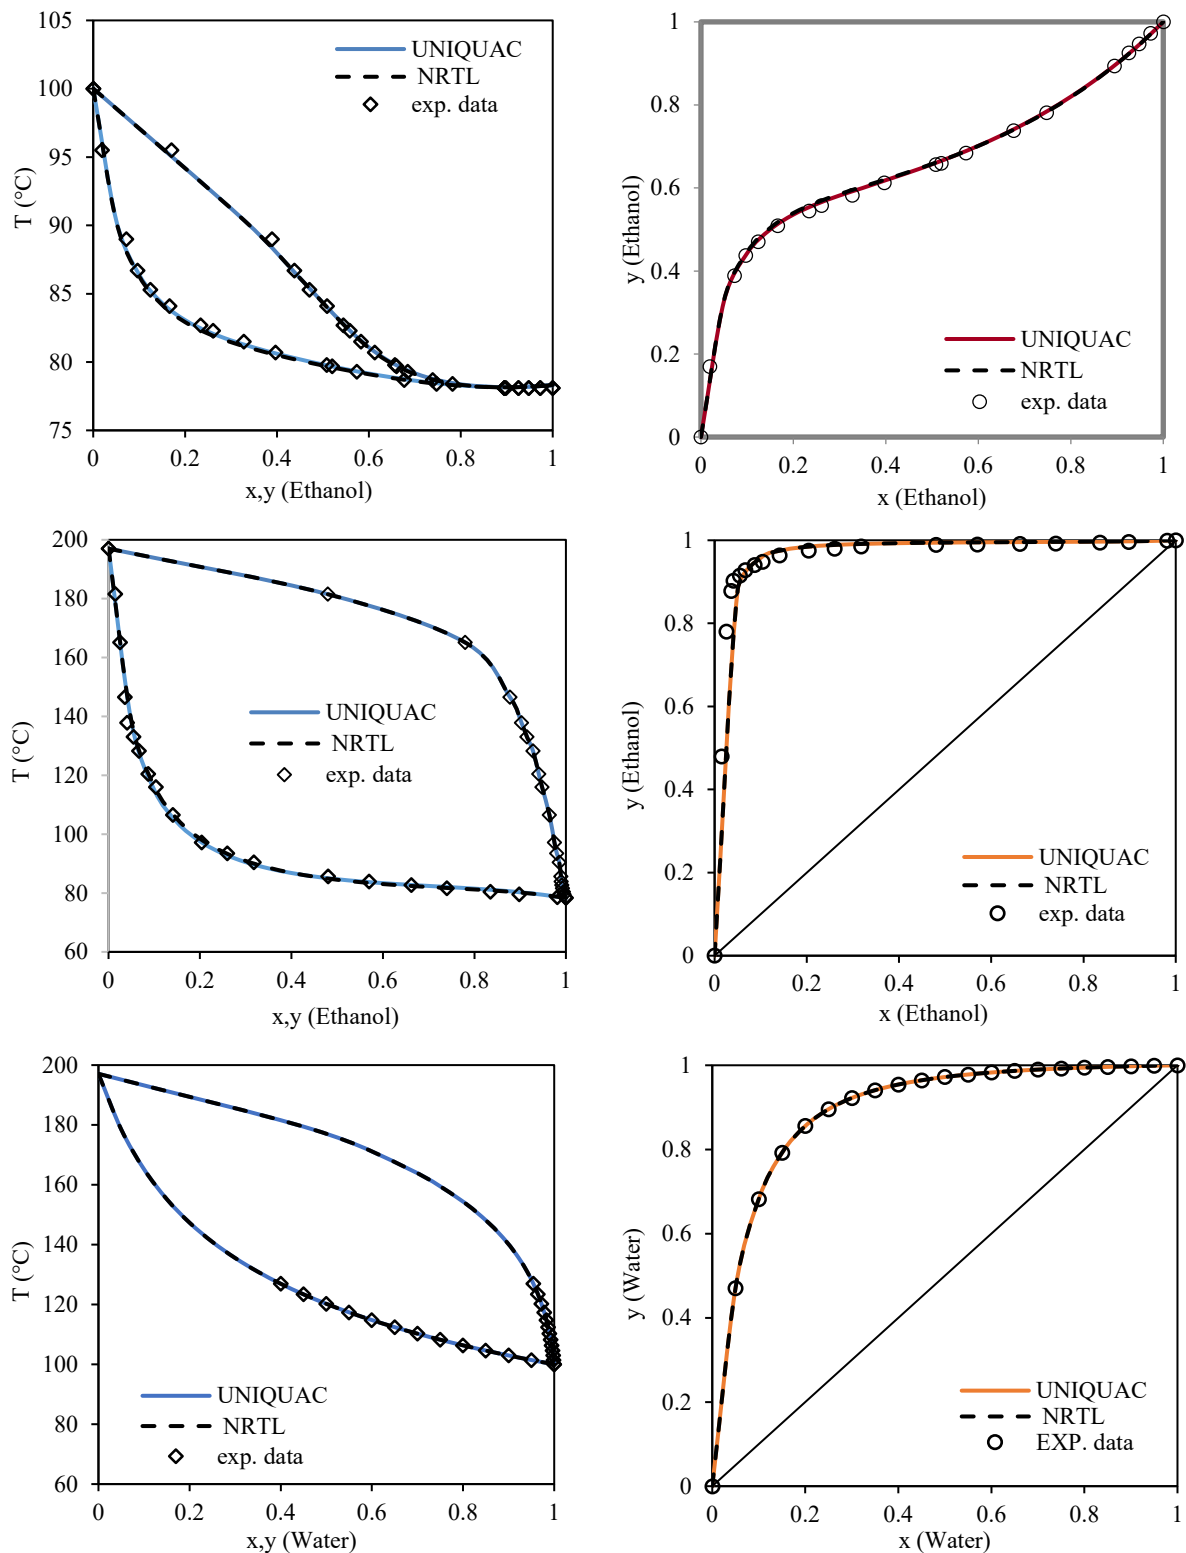 105
100
95
90
85
80
75
T (°C)
UNIQUAC
NRTL
exp. data
0 0.2 0.4 0.6 0.8 1
x,y (Ethanol)
1
0.8
0.6
0.4
0.2
0
y (Ethanol)
UNIQUAC
NRTL
exp. data
0 0.2 0.4 0.6 0.8 1
x (Ethanol)
200
180
160
140
120
100
80
60
T (°C)
UNIQUAC
NRTL
exp. data
0 0.2 0.4 0.6 0.8 1
x,y (Ethanol)
1
0.8
0.6
0.4
0.2
0
y (Ethanol)
UNIQUAC
NRTL
exp. data
0 0.2 0.4 0.6 0.8 1
x (Ethanol)
200
180
160
140
120
100
80
60
T (°C)
UNIQUAC
NRTL
exp. data
0 0.2 0.4 0.6 0.8 1
x,y (Water)
1
0.8
0.6
0.4
0.2
0
y (Water)
UNIQUAC
NRTL
EXP. data
0 0.2 0.4 0.6 0.8 1
x (Water)